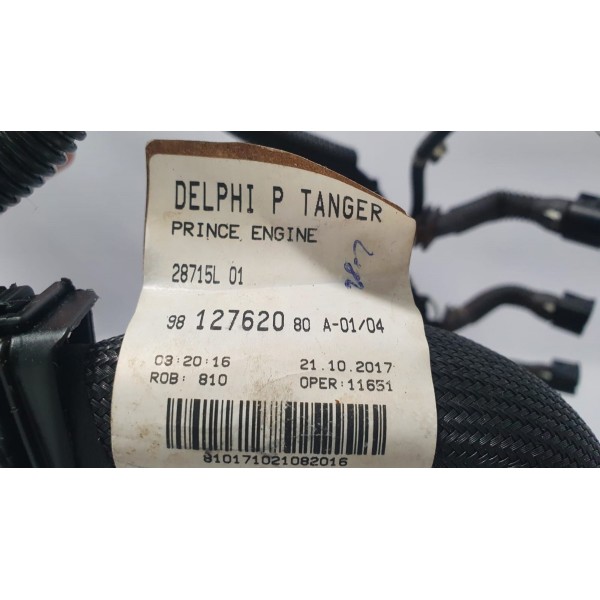 DELPHI P TANGER
PRINCE ENGINE
28715L 01
98 127620 80 A-01/04
03:20:16 21.10.2017
ROB: 810 OPER:11651
810171021082016